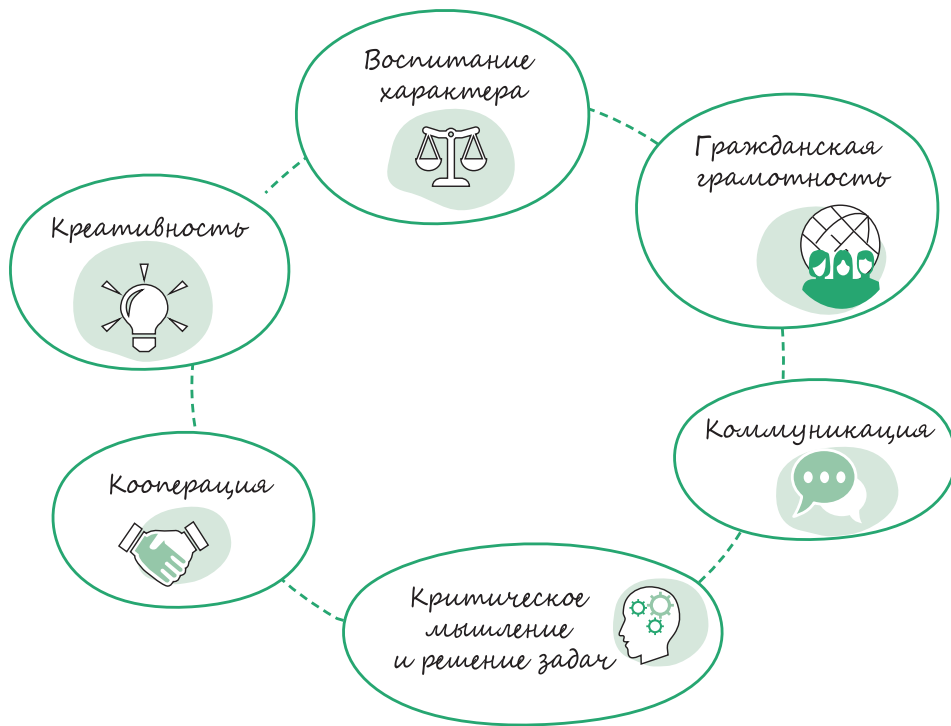 Воспитание
характера
Гражданская
грамотность
Креативность
Коммуникация
Кооперация
Критическое
мышление
и решение задач